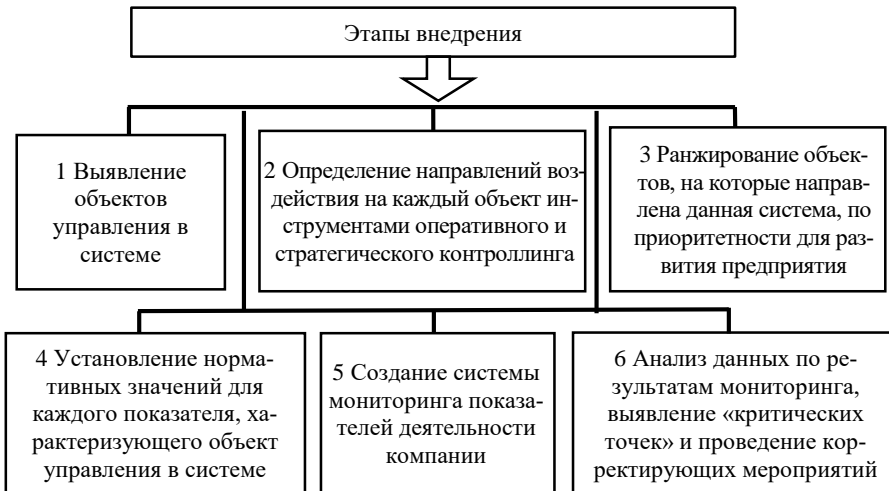 Этапы внедрения
1 Выявление
объектов
управления в
системе
2 Определение направлений воз-
действия на каждый объект ин-
струментами оперативного и
стратегического контроллинга
3 Ранжирование объек-
тов, на которые направ-
лена данная система, по
приоритетности для раз-
вития предприятия
4 Установление норма-
тивных значений для
каждого показателя, ха-
рактеризующего объект
управления в системе
5 Создание системы
мониторинга показа-
телей деятельности
компании
6 Анализ данных по ре-
зультатам мониторинга,
выявление «критических
точек» и проведение кор-
ректирующих мероприятий